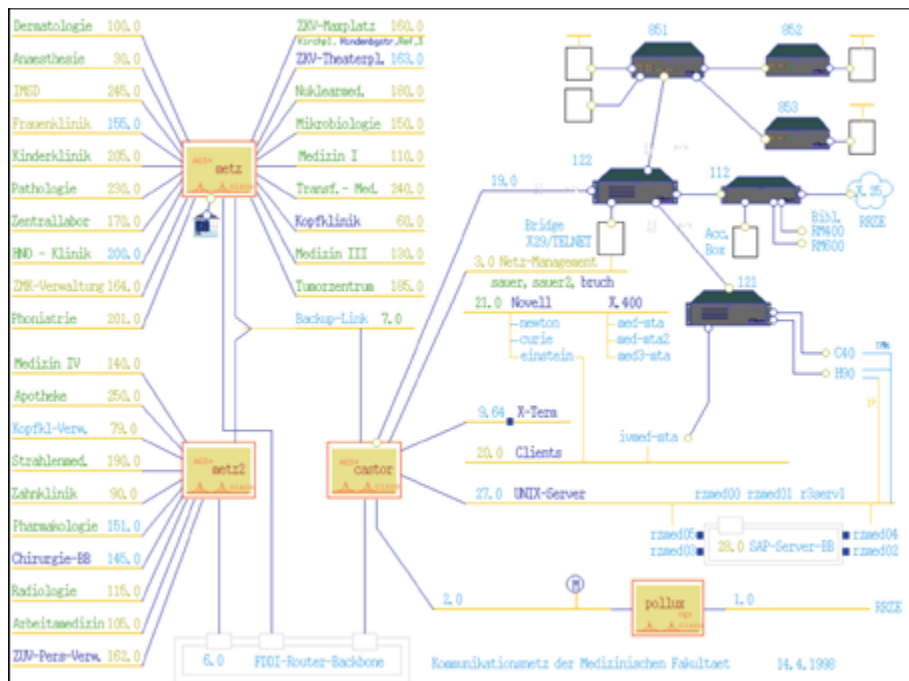 Dermatologie 100.0
Anaesthesie 30.0
IMSD 245.0
Frauenklinik 155.0
Kinderklinik 205.0
Pathologie 230.0
Zentrallabor 170.0
HNO - Klinik 200.0
ZMK-Verwaltung 164.0
Phoniatrie 201.0
metz
ZKV-Maxplatz 160.0
ZKV-Theaterpl. 163.0
Nuklearmed. 180.0
Mikrobiologie 150.0
Medizin I 110.0
Transf.- Med. 240.0
Kopfklinik 60.0
Medizin III 130.0
Tumorzentrum 185.0
Backup-Link 7.0
Medizin IV 140.0
Apotheke 250.0
Kopfkl-Verw. 79.0
Strahlenmed. 190.0
Zahnklinik 90.0
Pharmakologie 151.0
Chirurgie-BB 145.0
Radiologie 115.0
Arbeitsmedizin 105.0
ZUV-Pers-Verw. 162.0
metz2
castor
6.0 FDDI-Router-Backbone
851
852
853
122
112
19.0
X.25
RRZE
Bridge
X29/TELNET
Acc.
Box
Bibl.
RM400
RM600
3.0 Netz-Management
sauer, sauer2, bruch
121
21.0 Novell X.400
newton med-mta
curie med-mta2
einstein med3-mta
C40
H90
9.64 X-Term
ivmed-mta
20.0 Clients
27.0 UNIX-Server rzmed00 rzmed01 r3serv1
rzmed05 rzmed04
rzmed03 28.0 SAP-Server-BB rzmed02
2.0
M
pollux
1.0
RRZE
Kommunikationsnetz der Medizinischen Fakultaet 14.4.1998